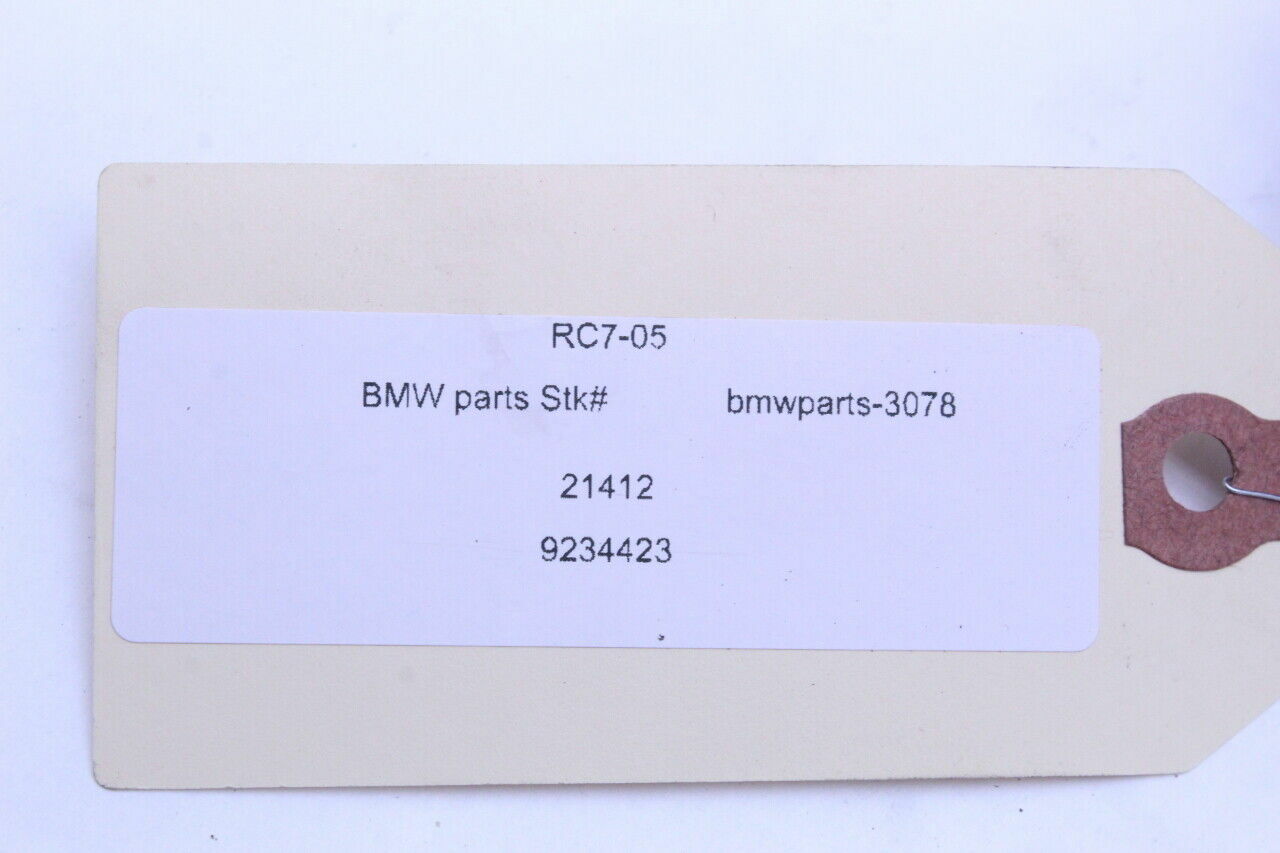 RC7-05
BMW parts Stk# bmwparts-3078
21412
9234423